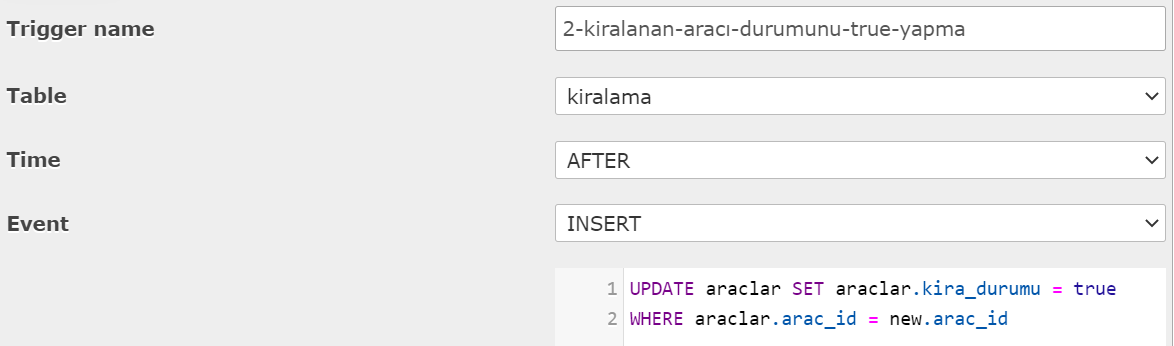 Trigger name 2-kiralanan-aracı-durumunu-true-yapma
Table kiralama
Time AFTER
Event INSERT
1 UPDATE araclar SET araclar.kira_durumu = true
2 WHERE araclar.arac_id = new.arac_id